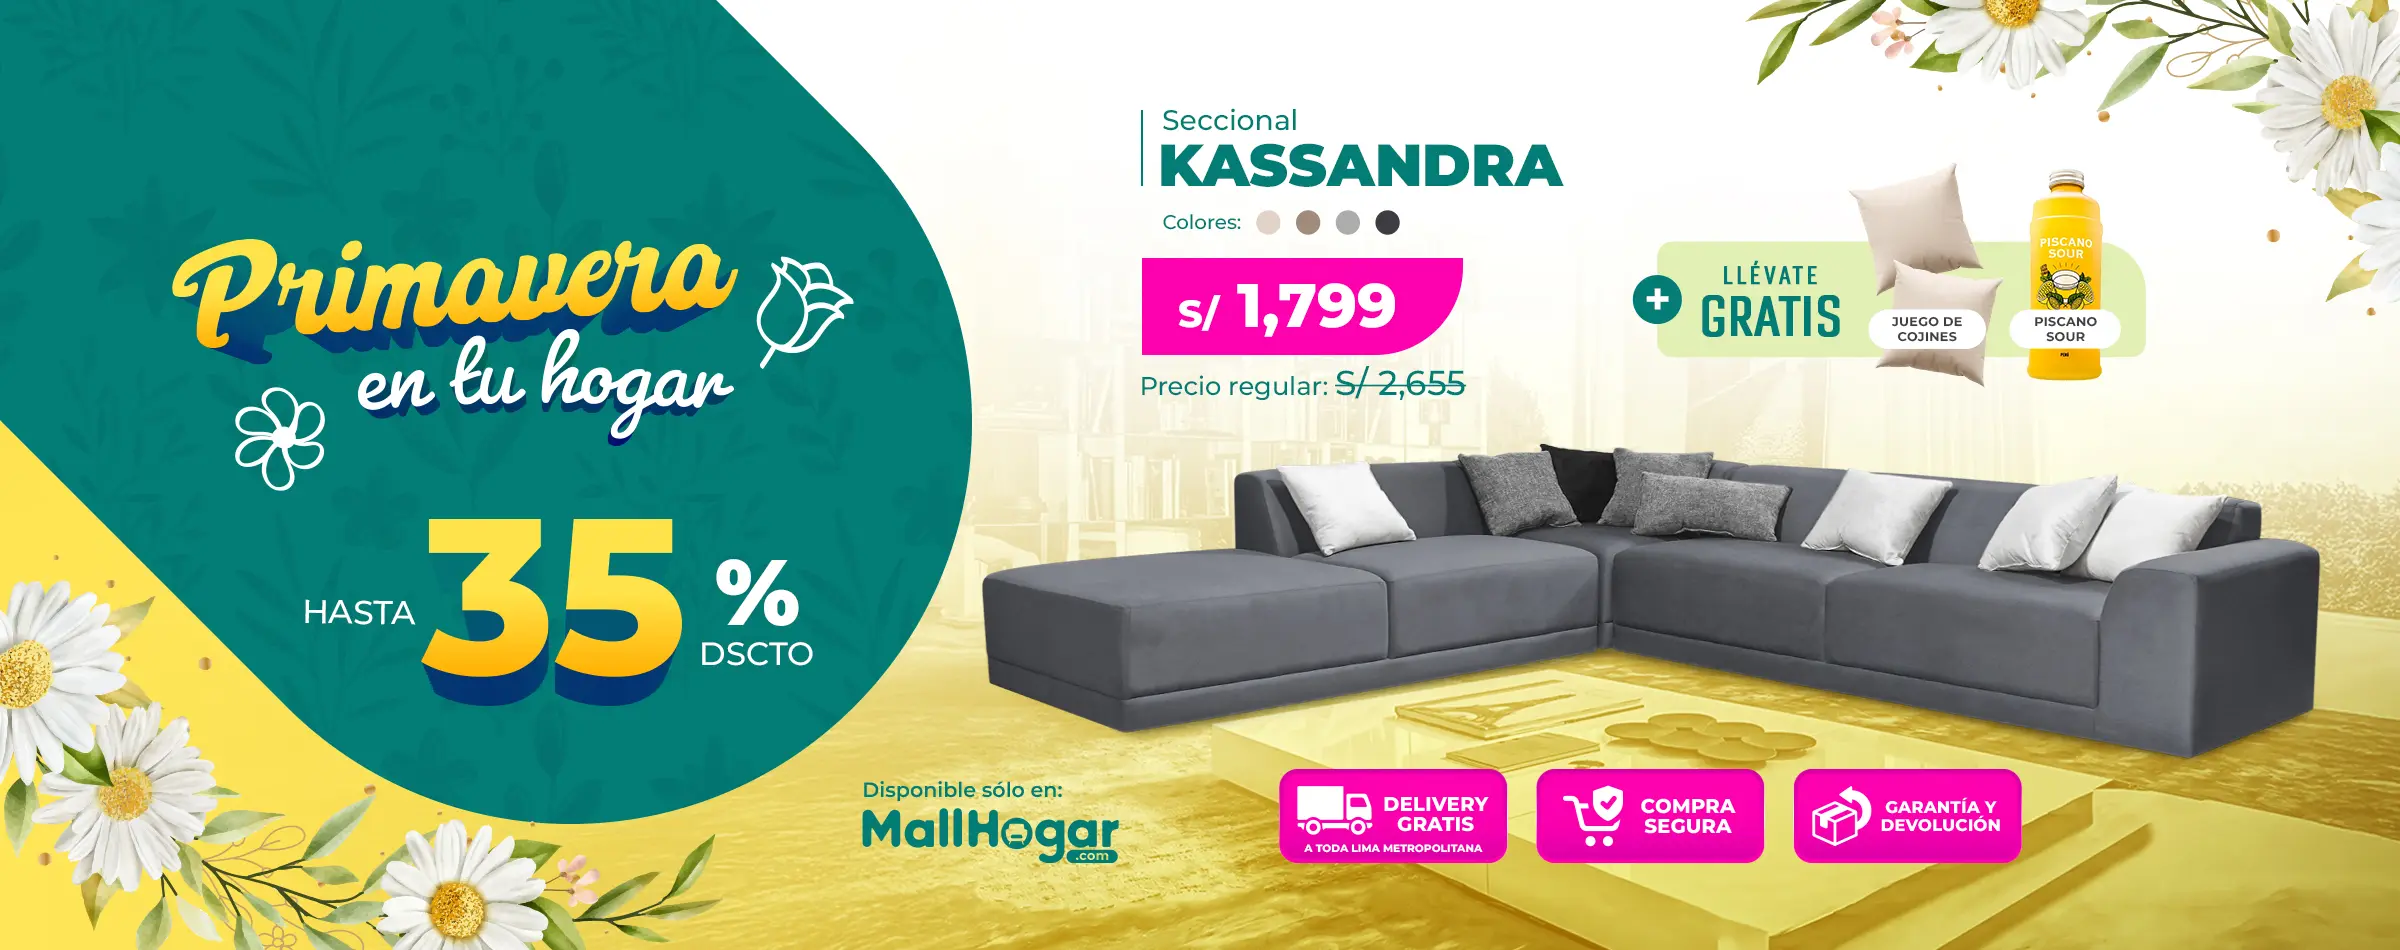 Primavera
en tu hogar
HASTA
35
%
DSCTO
Seccional
KASSANDRA
Colores:
S/ 1,799
Precio regular: S/ 2,655
+
LLÉVATE
GRATIS
JUEGO DE
COJINES
PISCANO
SOUR
PISCANO
SOUR
PERÚ
Disponible sólo en:
MallHogar
.com
DELIVERY
GRATIS
A TODA LIMA METROPOLITANA
COMPRA
SEGURA
GARANTÍA Y
DEVOLUCIÓN